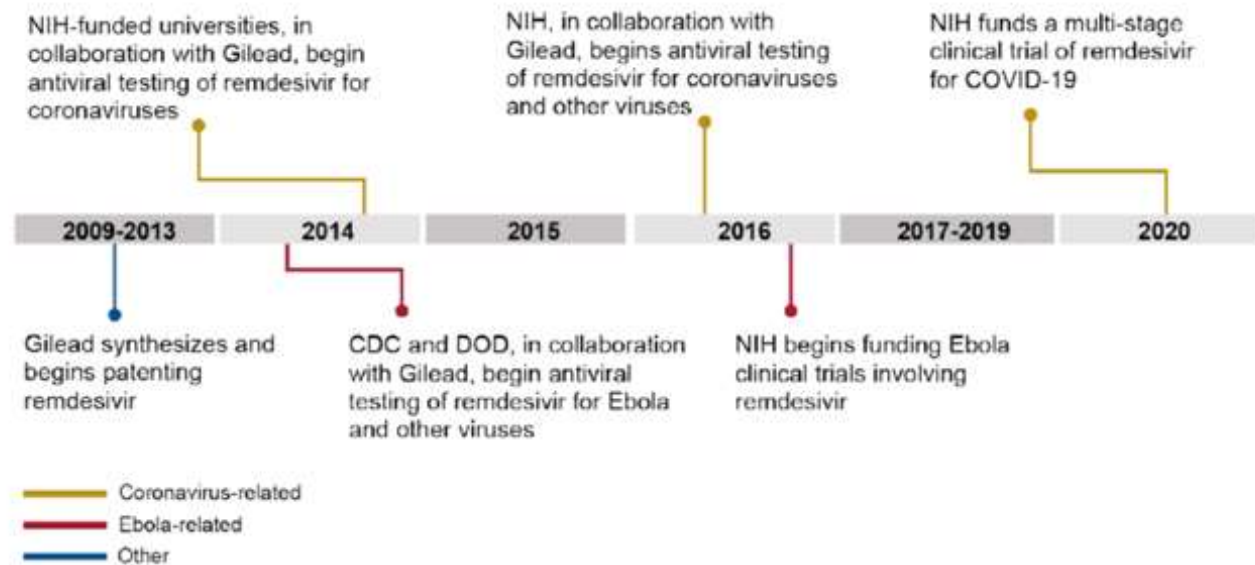 NIH-funded universities, in
collaboration with Gilead, begin
antiviral testing of remdesivir for
coronaviruses
NIH, in collaboration with
Gilead, begins antiviral testing
of remdesivir for coronaviruses
and other viruses
NIH funds a multi-stage
clinical trial of remdesivir
for COVID-19
2009-2013
2014
2015
2016
2017-2019
2020
Gilead synthesizes and
begins patenting
remdesivir
CDC and DOD, in collaboration
with Gilead, begin antiviral
testing of remdesivir for Ebola
and other viruses
NIH begins funding Ebola
clinical trials involving
remdesivir
Coronavirus-related
Ebola-related
Other